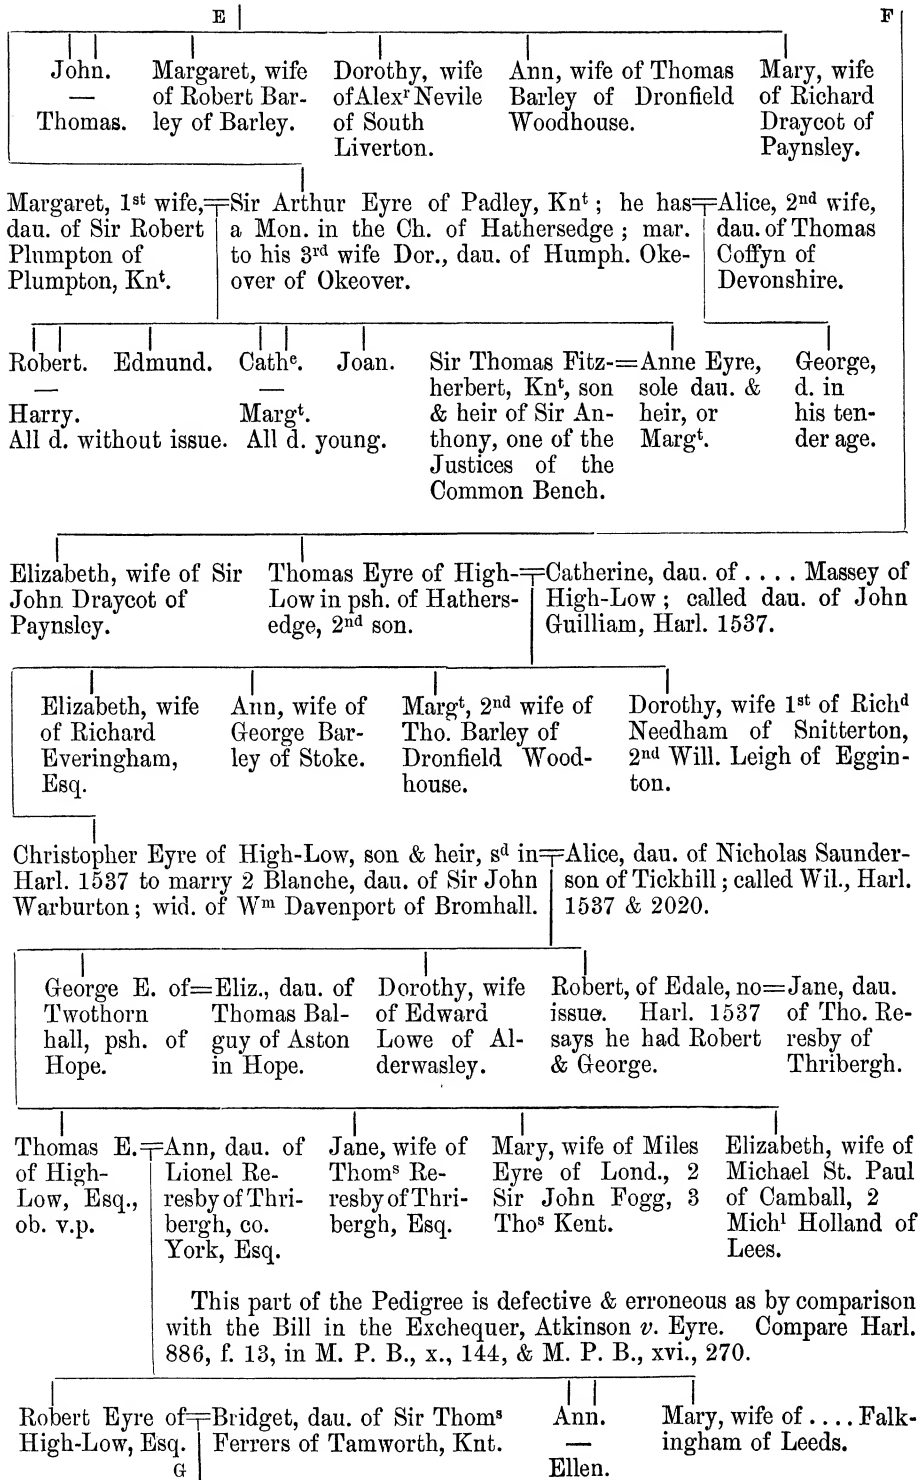 E
F
John.
—
Thomas.
Margaret, wife
of Robert Bar-
ley of Barley.
Dorothy, wife
of Alexʳ Nevile
of South
Liverton.
Ann, wife of Thomas
Barley of Dronfield
Woodhouse.
Mary, wife
of Richard
Draycot of
Paynsley.
Margaret, 1ˢᵗ wife,
dau. of Sir Robert
Plumpton of
Plumpton, Knᵗ.
Sir Arthur Eyre of Padley, Knᵗ; he has
a Mon. in the Ch. of Hathersedge; mar.
to his 3ʳᵈ wife Dor., dau. of Humph. Oke-
over of Okeover.
Alice, 2ⁿᵈ wife,
dau. of Thomas
Coffyn of
Devonshire.
Robert.
—
Harry.
All d. without issue.
Edmund.
Cathᵉ.
—
Margᵗ.
All d. young.
Joan.
Sir Thomas Fitz-=
herbert, Knᵗ, son
& heir of Sir An-
thony, one of the
Justices of the
Common Bench.
Anne Eyre,
sole dau. &
heir, or
Margᵗ.
George,
d. in
his ten-
der age.
Elizabeth, wife of Sir
John Draycot of
Paynsley.
Thomas Eyre of High-
Low in psh. of Hathers-
edge, 2ⁿᵈ son.
Catherine, dau. of .... Massey of
High-Low; called dau. of John
Guilliam, Harl. 1537.
Elizabeth, wife
of Richard
Everingham,
Esq.
Ann, wife of
George Bar-
ley of Stoke.
Margᵗ, 2ⁿᵈ wife of
Tho. Barley of
Dronfield Wood-
house.
Dorothy, wife 1ˢᵗ of Richᵈ
Needham of Snitterton,
2ⁿᵈ Will. Leigh of Eggin-
ton.
Christopher Eyre of High-Low, son & heir, sᵈ in
Harl. 1537 to marry 2 Blanche, dau. of Sir John
Warburton; wid. of Wᵐ Davenport of Bromhall.
Alice, dau. of Nicholas Saunder-
son of Tickhill; called Wil., Harl.
1537 & 2020.
George E. of=
Twothorn
hall, psh. of
Hope.
Eliz., dau. of
Thomas Bal-
guy of Aston
in Hope.
Dorothy, wife
of Edward
Lowe of Al-
derwasley.
Robert, of Edale, no=
issue. Harl. 1537
says he had Robert
& George.
Jane, dau.
of Tho. Re-
resby of
Thribergh.
Thomas E.
of High-
Low, Esq.,
ob. v.p.
Ann, dau. of
Lionel Re-
resby of Thri-
bergh, co.
York, Esq.
Jane, wife of
Thomˢ Re-
resby of Thri-
bergh, Esq.
Mary, wife of Miles
Eyre of Lond., 2
Sir John Fogg, 3
Thoˢ Kent.
Elizabeth, wife of
Michael St. Paul
of Camball, 2
Michˡ Holland of
Lees.
This part of the Pedigree is defective & erroneous as by comparison
with the Bill in the Exchequer, Atkinson v. Eyre. Compare Harl.
886, f. 13, in M. P. B., x., 144, & M. P. B., xvi., 270.
Robert Eyre of
High-Low, Esq.
Bridget, dau. of Sir Thomˢ
Ferrers of Tamworth, Knt.
Ann.
—
Ellen.
Mary, wife of .... Falk-
ingham of Leeds.
G